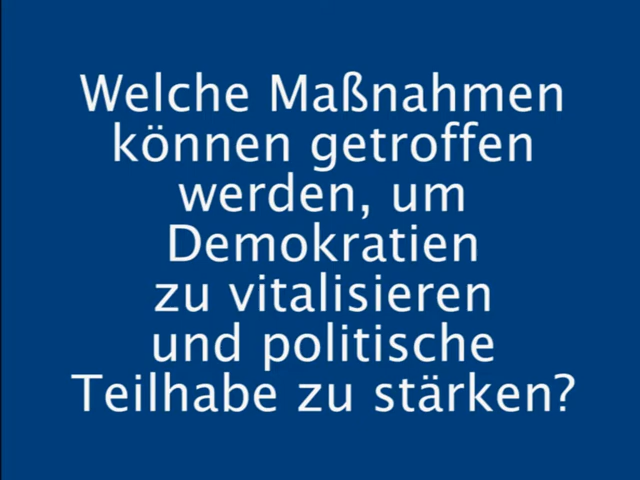 Welche Maßnahmen
können getroffen
werden, um
Demokratien
zu vitalisieren
und politische
Teilhabe zu stärken?